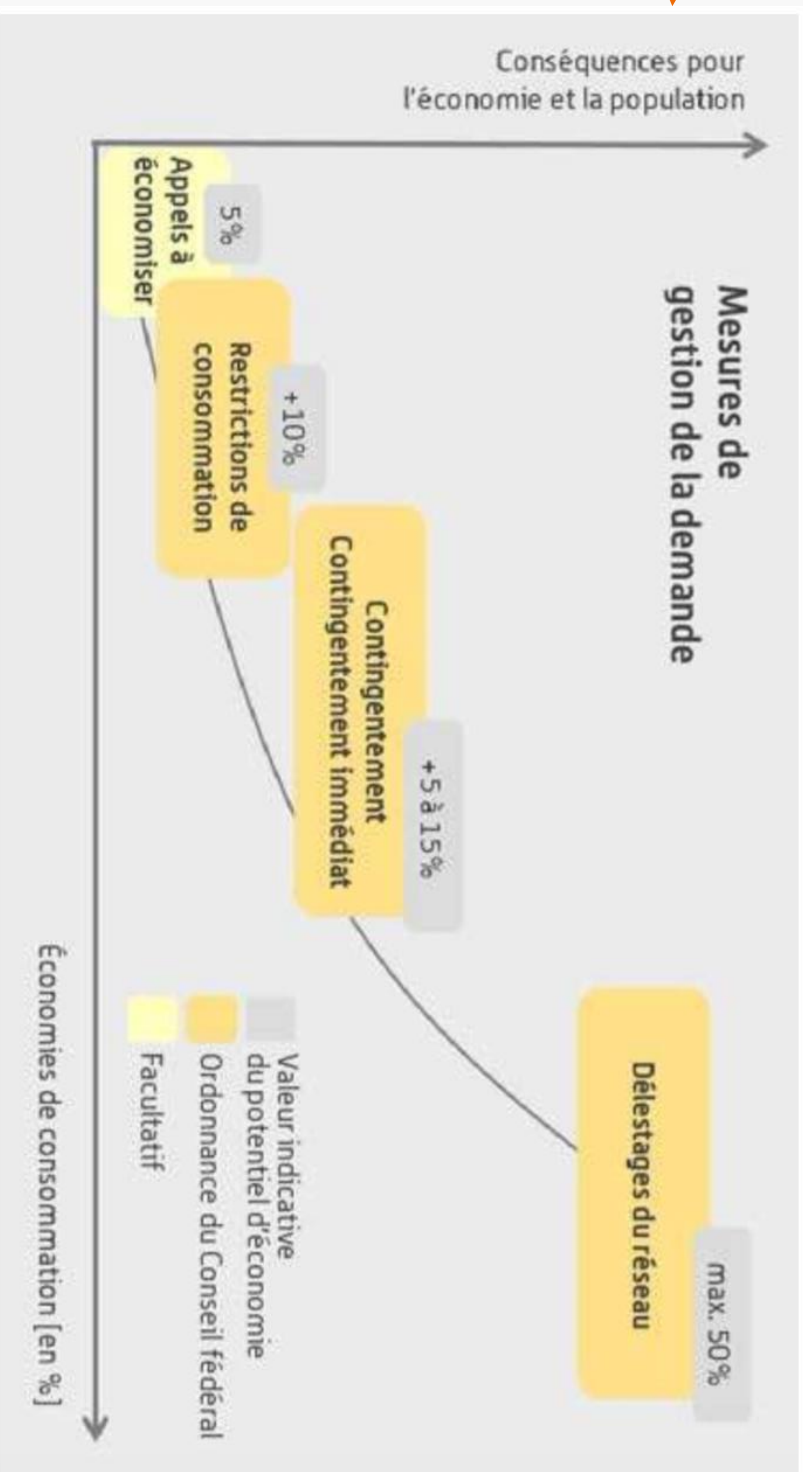 Mesures de
gestion de la demande
Conséquences pour
l'économie et la population
5%
Appels à
économiser
+10%
Restrictions de
consommation
+5 à 15%
Contingentement
Contingentement immédiat
max. 50%
Délestages du réseau
Valeur indicative
du potentiel d'économie
Ordonnance du Conseil fédéral
Facultatif
Économies de consommation [en %]